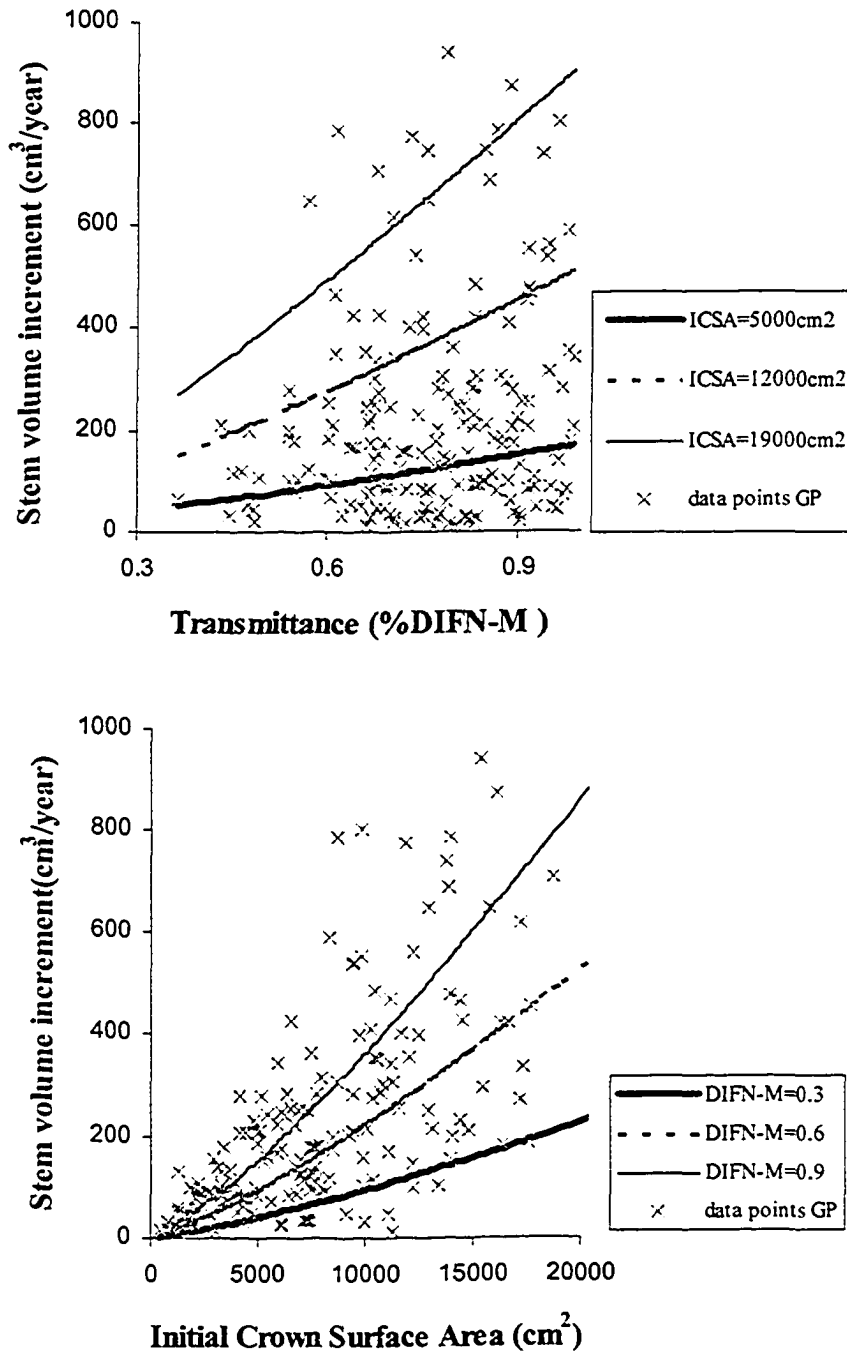 1000
800
600
400
200
0
Stem volume increment (cm³/year)
0.3 0.6 0.9
Transmittance (%DIFN-M )
ICSA=5000cm2
ICSA=12000cm2
ICSA=19000cm2
data points GP
1000
800
600
400
200
0
Stem volume increment(cm³/year)
0 5000 10000 15000 20000
Initial Crown Surface Area (cm²)
DIFN-M=0.3
DIFN-M=0.6
DIFN-M=0.9
data points GP